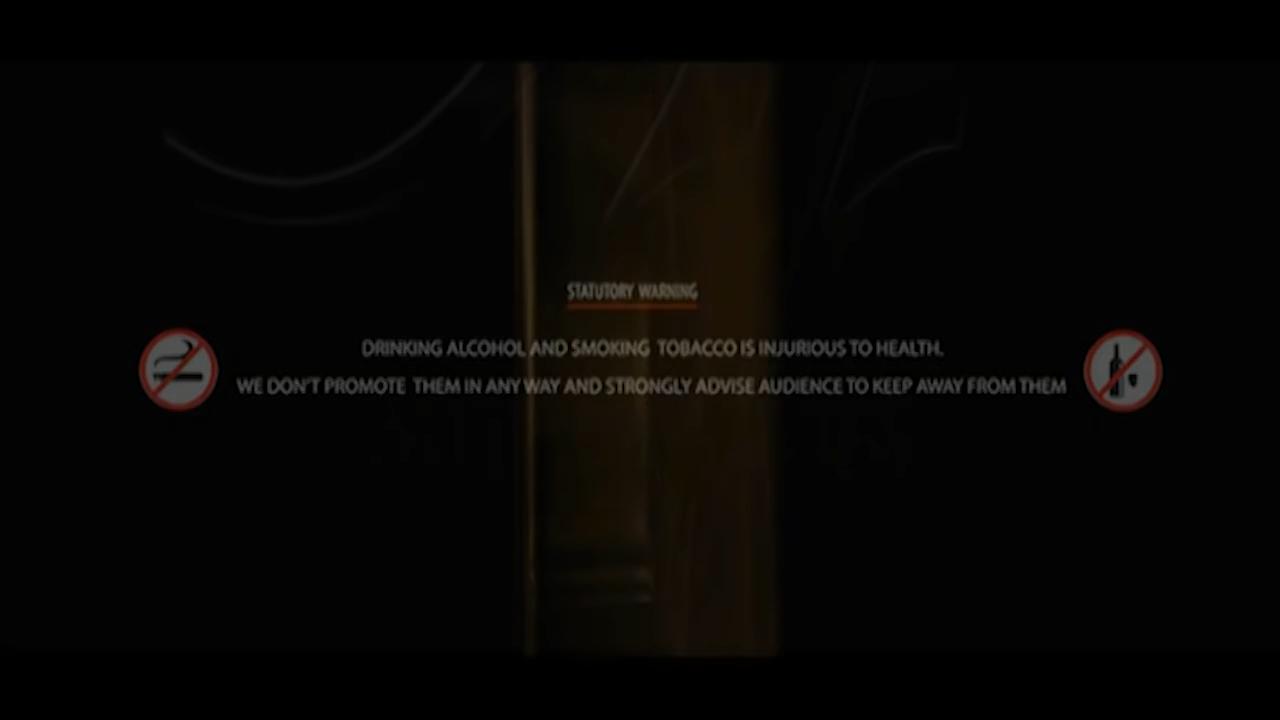 STATUTORY WARNING
DRINKING ALCOHOL AND SMOKING TOBACCO IS INJURIOUS TO HEALTH.
WE DON'T PROMOTE THEM IN ANY WAY AND STRONGLY ADVISE AUDIENCE TO KEEP AWAY FROM THEM